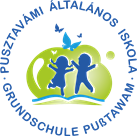 PUSZTAVÁMI ÁLTALÁNOS ISKOLA
GRUNDSCHULE PUßTAWAM